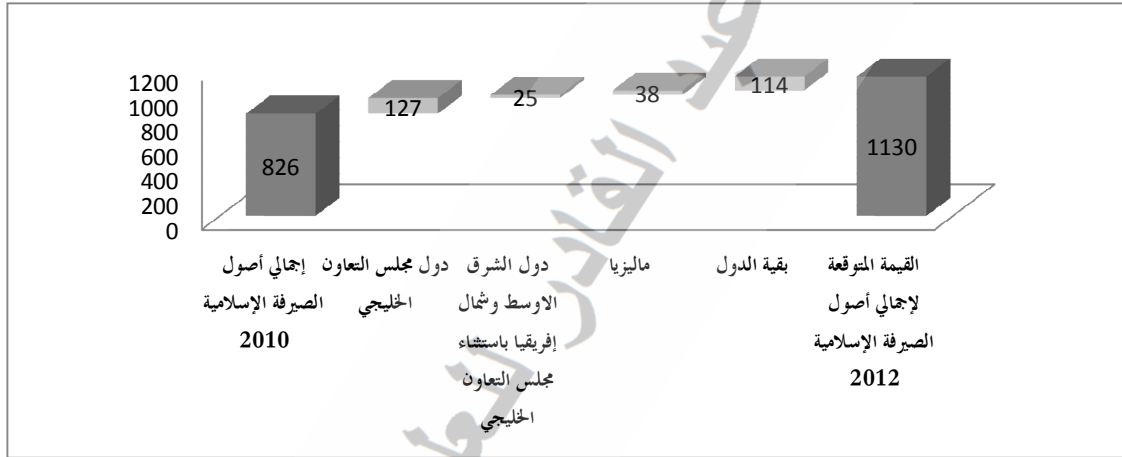 1200
1000
800
600
400
200
0
826
127
25
38
114
1130
إجمالي أصول
الصيرفة الإسلامية
2010
دول مجلس التعاون
الخليجي
دول الشرق
الاوسط وشمال
إفريقيا باستثناء
مجلس التعاون
الخليجي
ماليزيا
بقية الدول
القيمة المتوقعة
لإجمالي أصول
الصيرفة الإسلامية
2012
عبد القادر